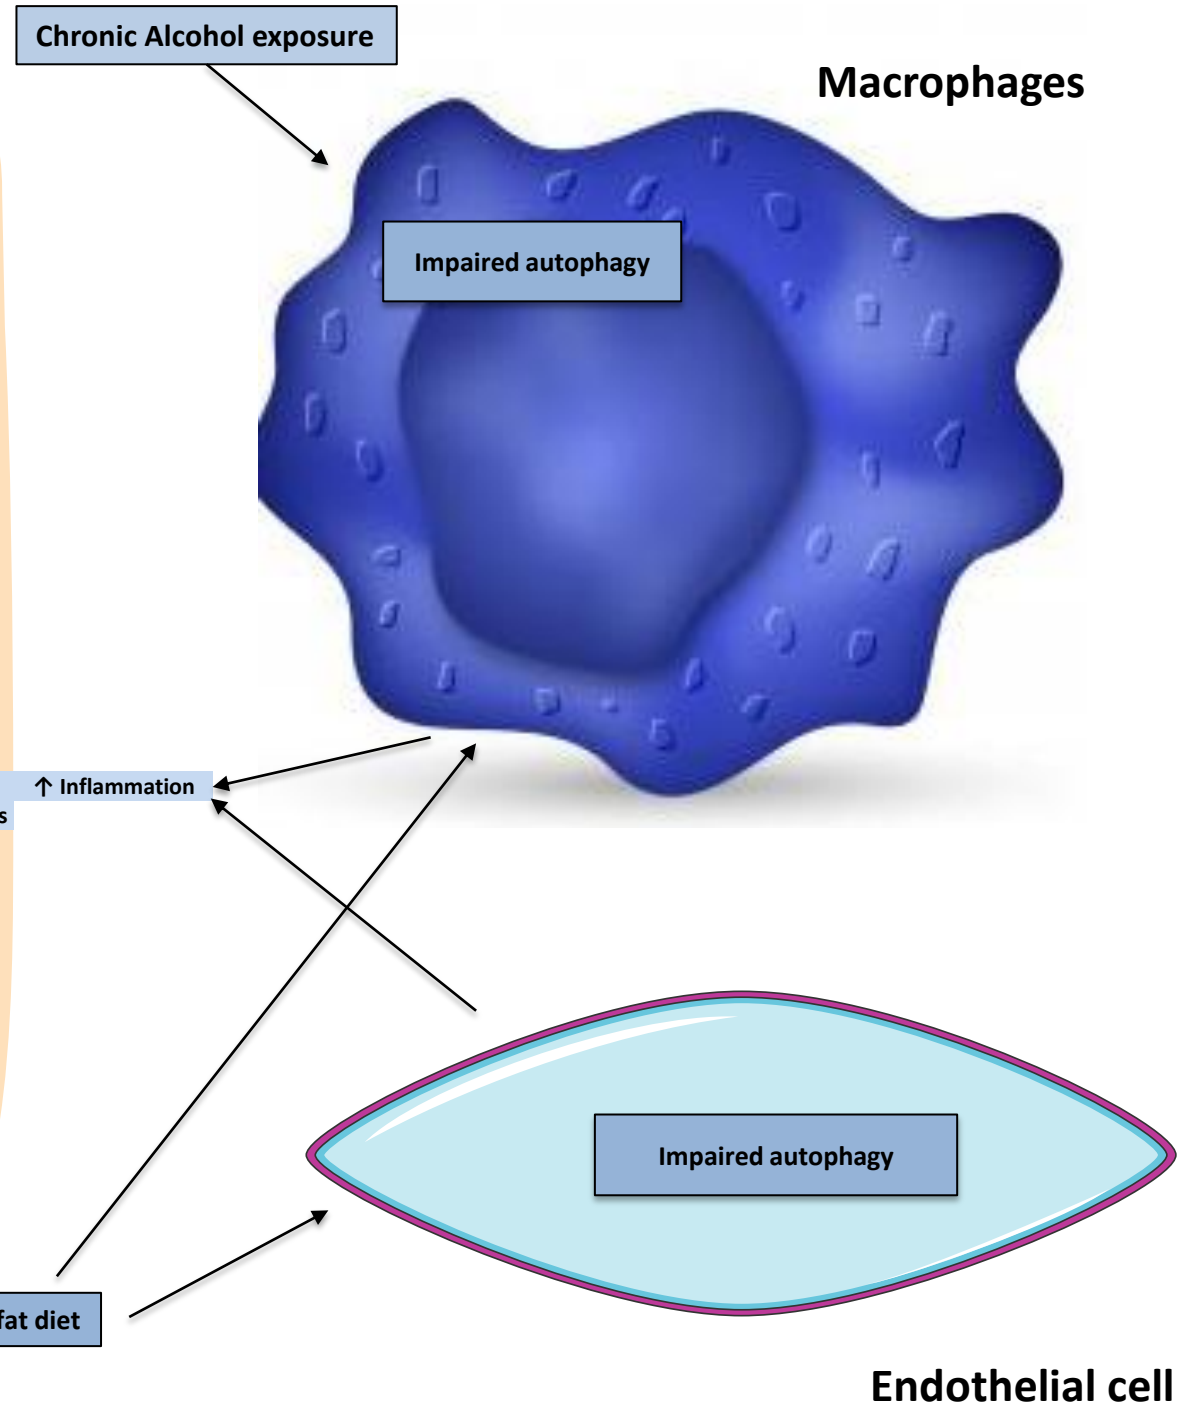 Chronic Alcohol exposure
Macrophages
Impaired autophagy
↑ Inflammation
s
Impaired autophagy
fat diet
Endothelial cell